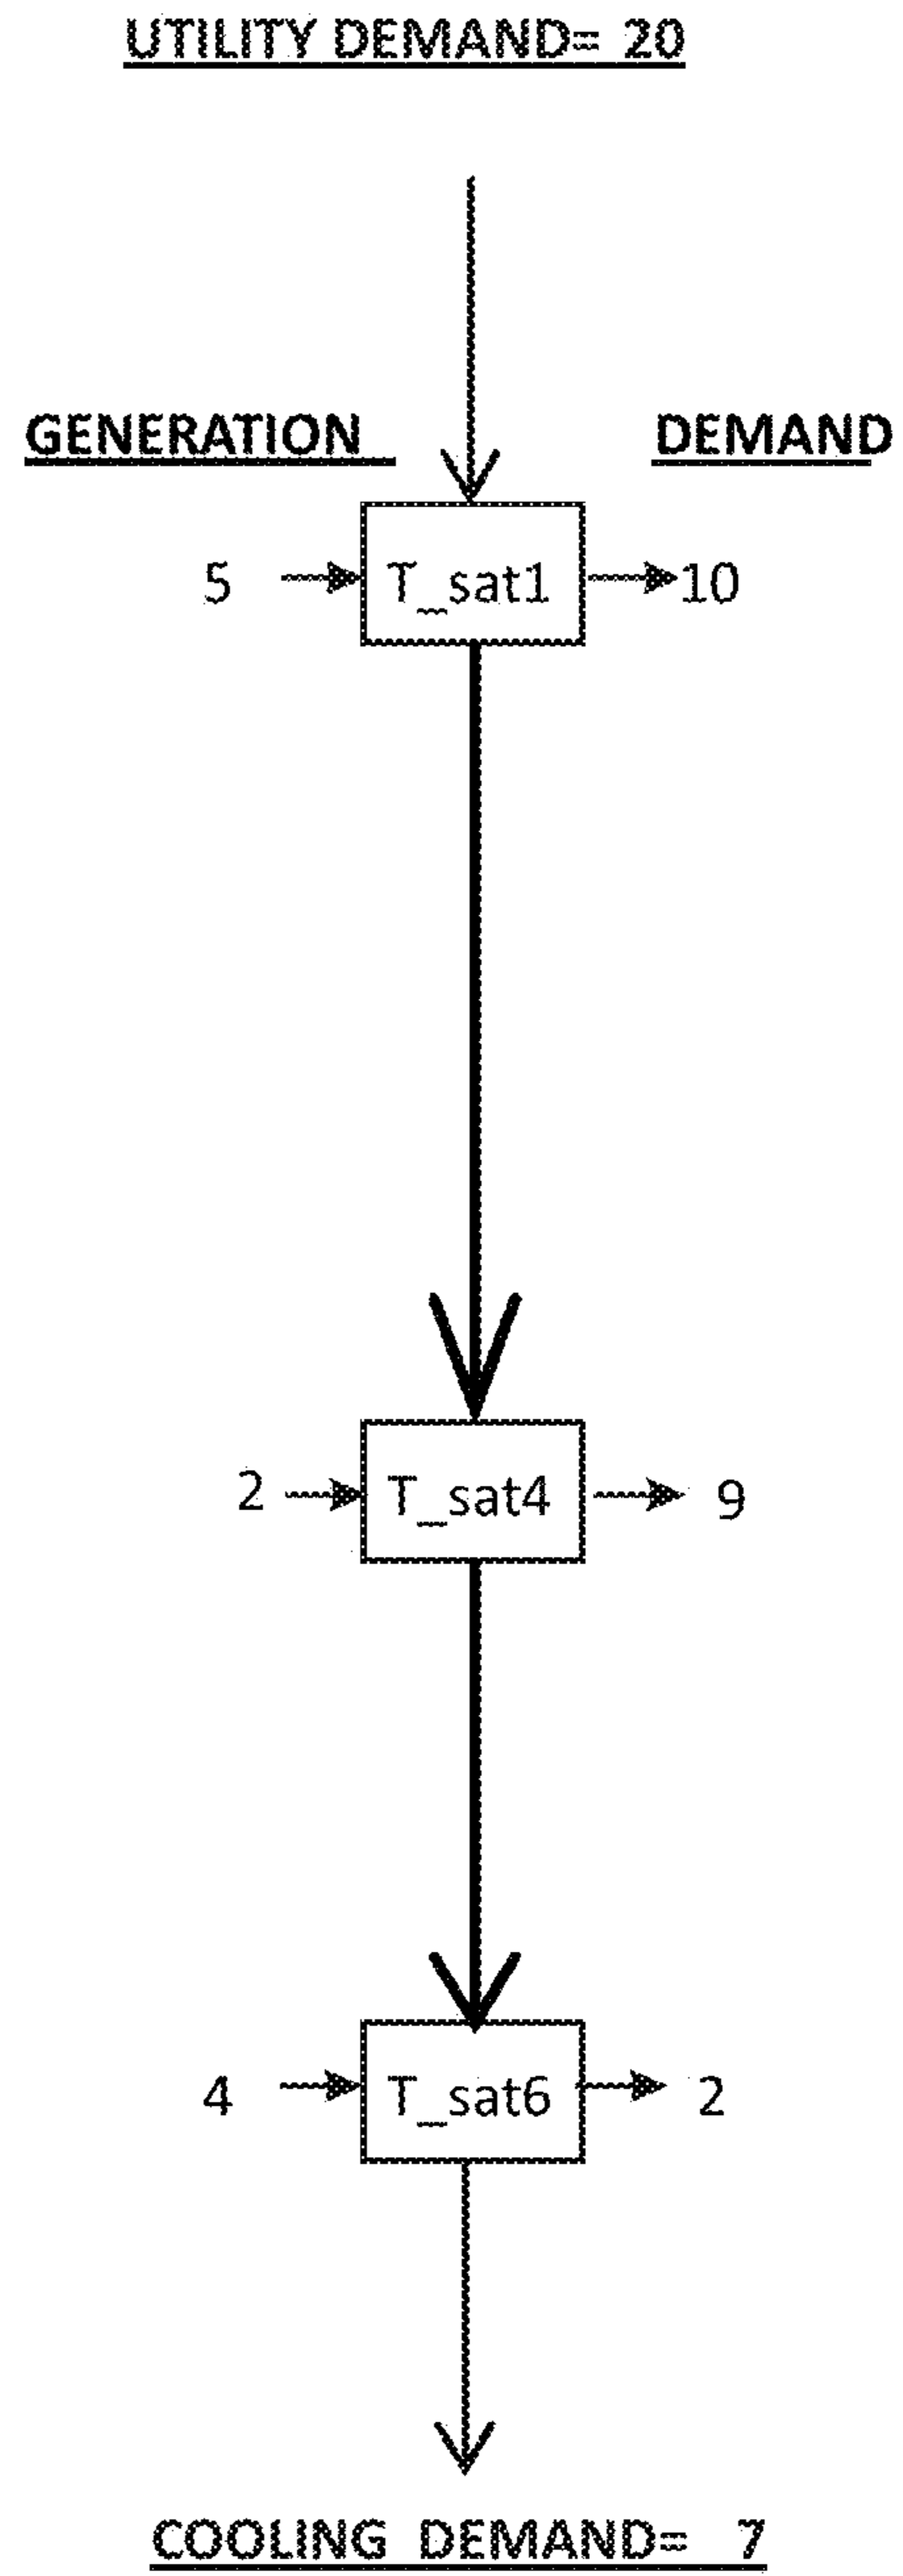 UTILITY DEMAND= 20
GENERATION DEMAND
5 T_sat1 10
2 T_sat4 9
4 T_sat6 2
COOLING DEMAND= 7